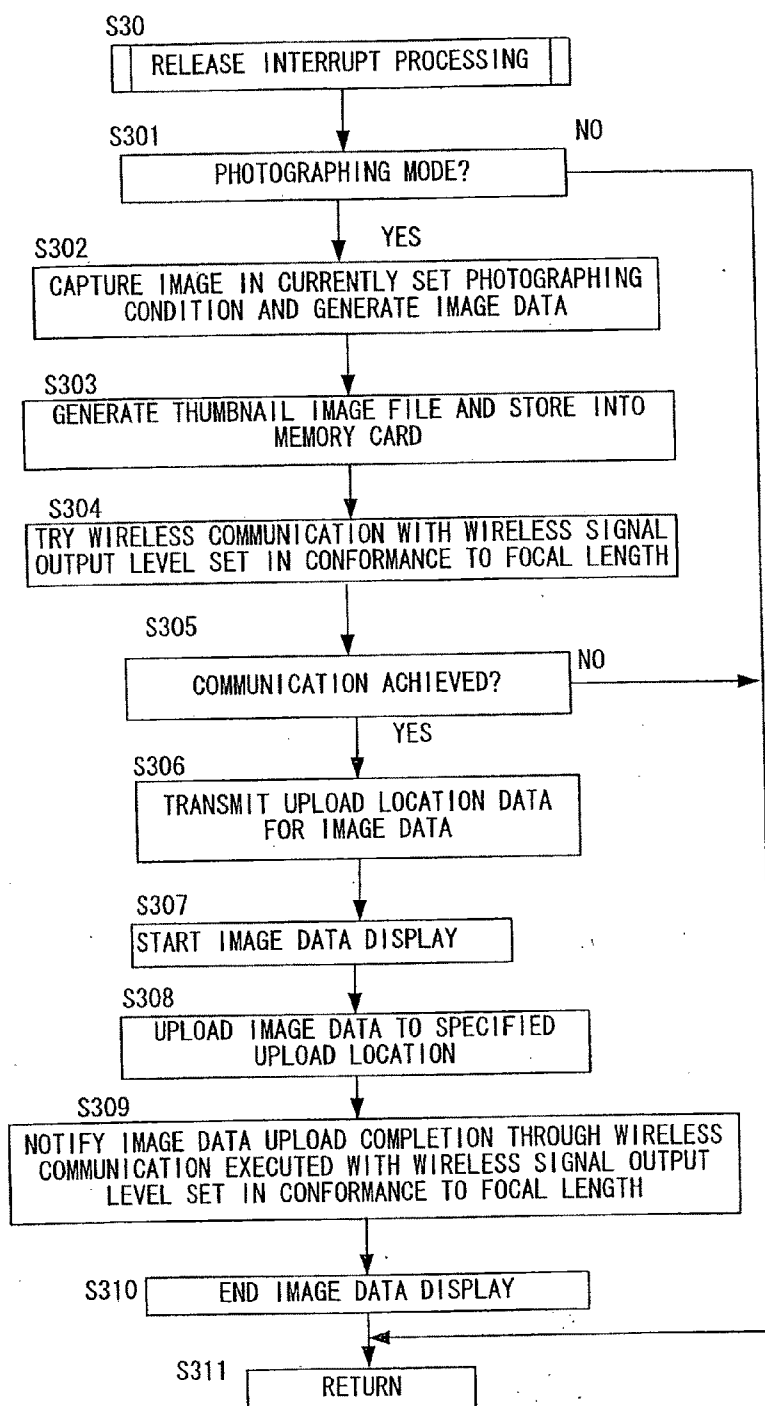 S30
RELEASE INTERRUPT PROCESSING
S301
NO
PHOTOGRAPHING MODE?
YES
S302
CAPTURE IMAGE IN CURRENTLY SET PHOTOGRAPHING
CONDITION AND GENERATE IMAGE DATA
S303
GENERATE THUMBNAIL IMAGE FILE AND STORE INTO
MEMORY CARD
S304
TRY WIRELESS COMMUNICATION WITH WIRELESS SIGNAL
OUTPUT LEVEL SET IN CONFORMANCE TO FOCAL LENGTH
S305
NO
COMMUNICATION ACHIEVED?
YES
S306
TRANSMIT UPLOAD LOCATION DATA
FOR IMAGE DATA
S307
START IMAGE DATA DISPLAY
S308
UPLOAD IMAGE DATA TO SPECIFIED
UPLOAD LOCATION
S309
NOTIFY IMAGE DATA UPLOAD COMPLETION THROUGH WIRELESS
COMMUNICATION EXECUTED WITH WIRELESS SIGNAL OUTPUT
LEVEL SET IN CONFORMANCE TO FOCAL LENGTH
S310
END IMAGE DATA DISPLAY
S311
RETURN